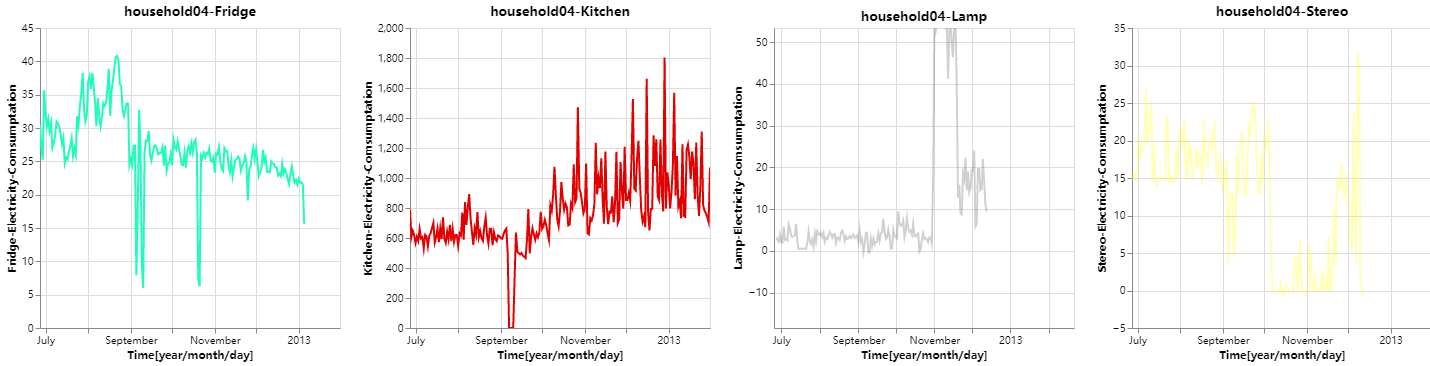 household04-Fridge
Fridge-Electricity-Comsumptation
45
40
35
30
25
20
15
10
5
0
July
September
November
2013
Time[year/month/day]
household04-Kitchen
Kitchen-Electricity-Comsumptation
2,000
1,800
1,600
1,400
1,200
1,000
800
600
400
200
0
July
September
November
2013
Time[year/month/day]
household04-Lamp
Lamp-Electricity-Comsumptation
50
40
30
20
10
0
−10
July
September
November
2013
Time[year/month/day]
household04-Stereo
Stereo-Electricity-Comsumptation
35
30
25
20
15
10
5
0
−5
July
September
November
2013
Time[year/month/day]